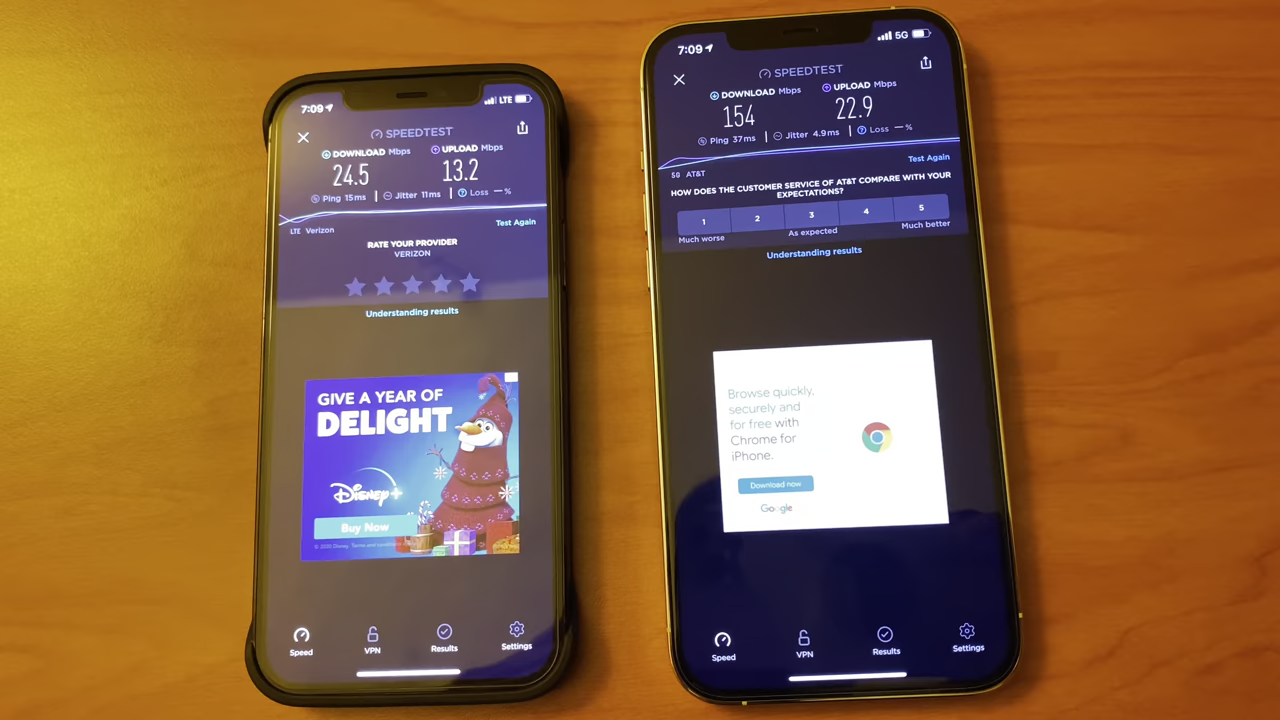 7:09
LTE
SPEEDTEST
DOWNLOAD Mbps
UPLOAD Mbps
24.5
13.2
Ping 15ms
Jitter 11ms
Loss — %
LTE Verizon
Test Again
RATE YOUR PROVIDER
VERIZON
Understanding results
GIVE A YEAR OF
DELIGHT
Disney+
Buy Now
© 2020 Disney. Terms and conditions
Speed
VPN
Results
Settings
7:09
5G
SPEEDTEST
DOWNLOAD Mbps
UPLOAD Mbps
154
22.9
Ping 37ms
Jitter 4.9ms
Loss — %
5G AT&T
Test Again
HOW DOES THE CUSTOMER SERVICE OF AT&T COMPARE WITH YOUR
EXPECTATIONS?
1
2
3
4
5
Much worse
As expected
Much better
Understanding results
Browse quickly,
securely and
for free with
Chrome for
iPhone.
Download now
Google
Speed
VPN
Results
Settings